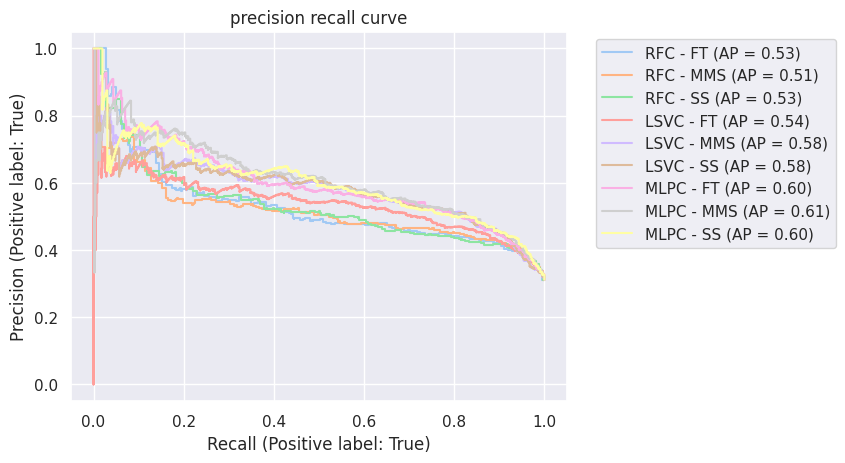 precision recall curve
1.0
0.8
0.6
0.4
0.2
0.0
Precision (Positive label: True)
0.0 0.2 0.4 0.6 0.8 1.0
Recall (Positive label: True)
RFC - FT (AP = 0.53)
RFC - MMS (AP = 0.51)
RFC - SS (AP = 0.53)
LSVC - FT (AP = 0.54)
LSVC - MMS (AP = 0.58)
LSVC - SS (AP = 0.58)
MLPC - FT (AP = 0.60)
MLPC - MMS (AP = 0.61)
MLPC - SS (AP = 0.60)